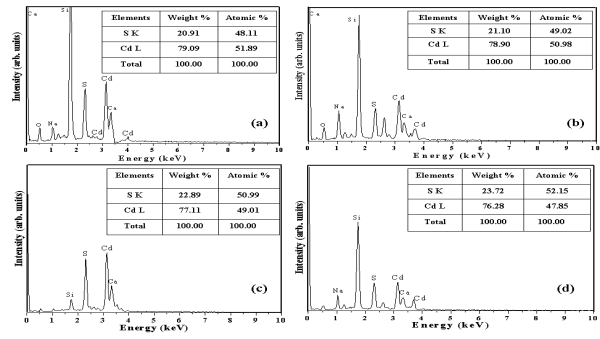 Intensity (arb. units)
Ca
Si
O
Na
S
Cd
Cd
Ca
Cd
Elements Weight % Atomic %
S K 20.91 48.11
Cd L 79.09 51.89
Total 100.00 100.00
(a)
0 1 2 3 4 5 6 7 8 9 10
Energy (keV)
Intensity (arb. units)
Ca
Si
O
Na
S
Cd
Ca
Cd
Elements Weight % Atomic %
S K 21.10 49.02
Cd L 78.90 50.98
Total 100.00 100.00
(b)
0 1 2 3 4 5 6 7 8 9 10
Energy (keV)
Intensity (arb. units)
Si
S
Cd
Ca
Elements Weight % Atomic %
S K 22.89 50.99
Cd L 77.11 49.01
Total 100.00 100.00
(c)
0 1 2 3 4 5 6 7 8 9 10
Energy (keV)
Intensity (arb. units)
Na
Si
S
Cd
Ca
Cd
Elements Weight % Atomic %
S K 23.72 52.15
Cd L 76.28 47.85
Total 100.00 100.00
(d)
0 1 2 3 4 5 6 7 8 9 10
Energy (keV)